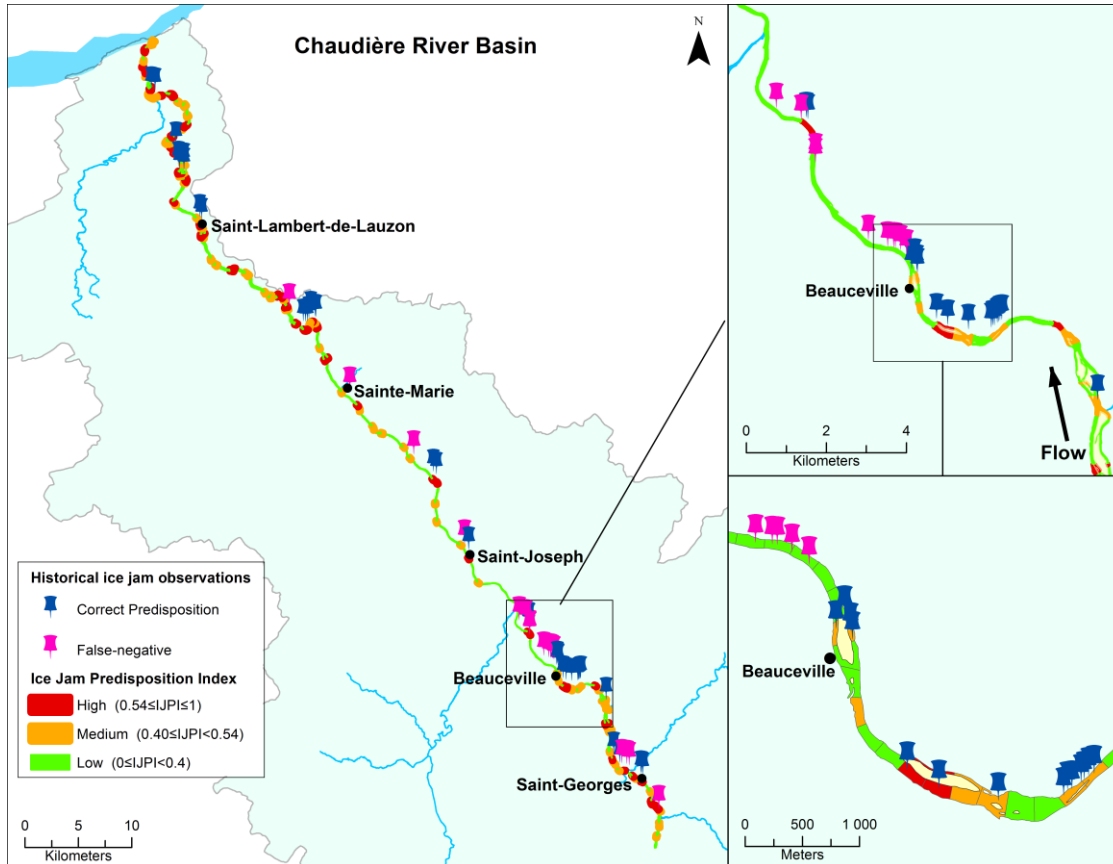 Chaudière River Basin
N
Saint-Lambert-de-Lauzon
Sainte-Marie
Saint-Joseph
Beauceville
Saint-Georges
Historical ice jam observations
Correct Predisposition
False-negative
Ice Jam Predisposition Index
High (0.54≤IJPI≤1)
Medium (0.40≤IJPI<0.54)
Low (0≤IJPI<0.4)
0 5 10
Kilometers
Beauceville
0 2 4
Kilometers
Flow
Beauceville
0 500 1 000
Meters